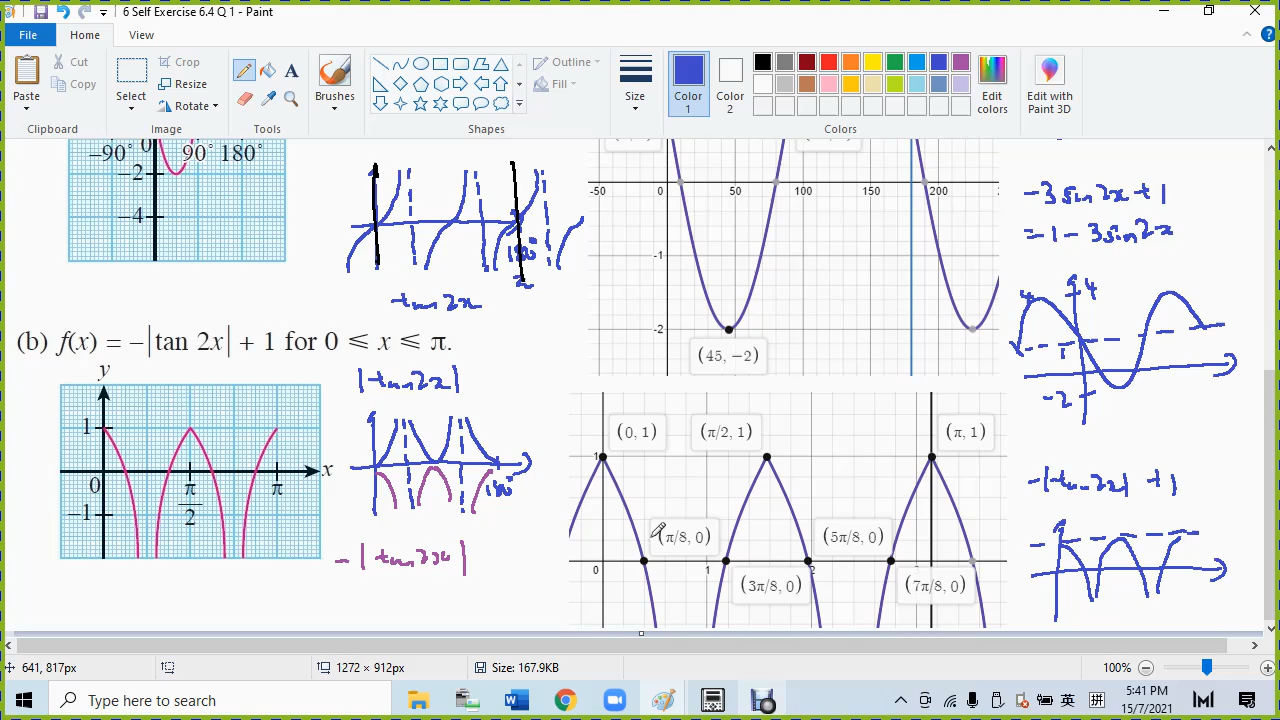 6 Self Exercise 6.4 Q 1 - Paint
File
Home
View
Paste
Cut
Copy
Clipboard
Select
Crop
Resize
Rotate
Image
Tools
Brushes
Outline
Fill
Shapes
Size
Color 1
Color 2
Colors
Edit colors
Edit with Paint 3D
−90° 0 90° 180°
−2
−4
180°
tan 2x
-50 0 50 100 150 200
-1
-2
(45, −2)
-3 sin 2x + 1
= -1 - 3 sin 2x
4
1
-2
(b) f(x) = −|tan 2x| + 1 for 0 ⩽ x ⩽ π.
y
1
0
−1
π
2
π
x
|tan 2x|
180°
- | tan 2x |
(0, 1)
(π/2, 1)
(π, 1)
1
(π/8, 0)
(5π/8, 0)
0 1 2
(3π/8, 0)
(7π/8, 0)
-|tan 2x| + 1
641, 817px
1272 × 912px
Size: 167.9KB
100%
Type here to search
英
拼
5:41 PM
15/7/2021